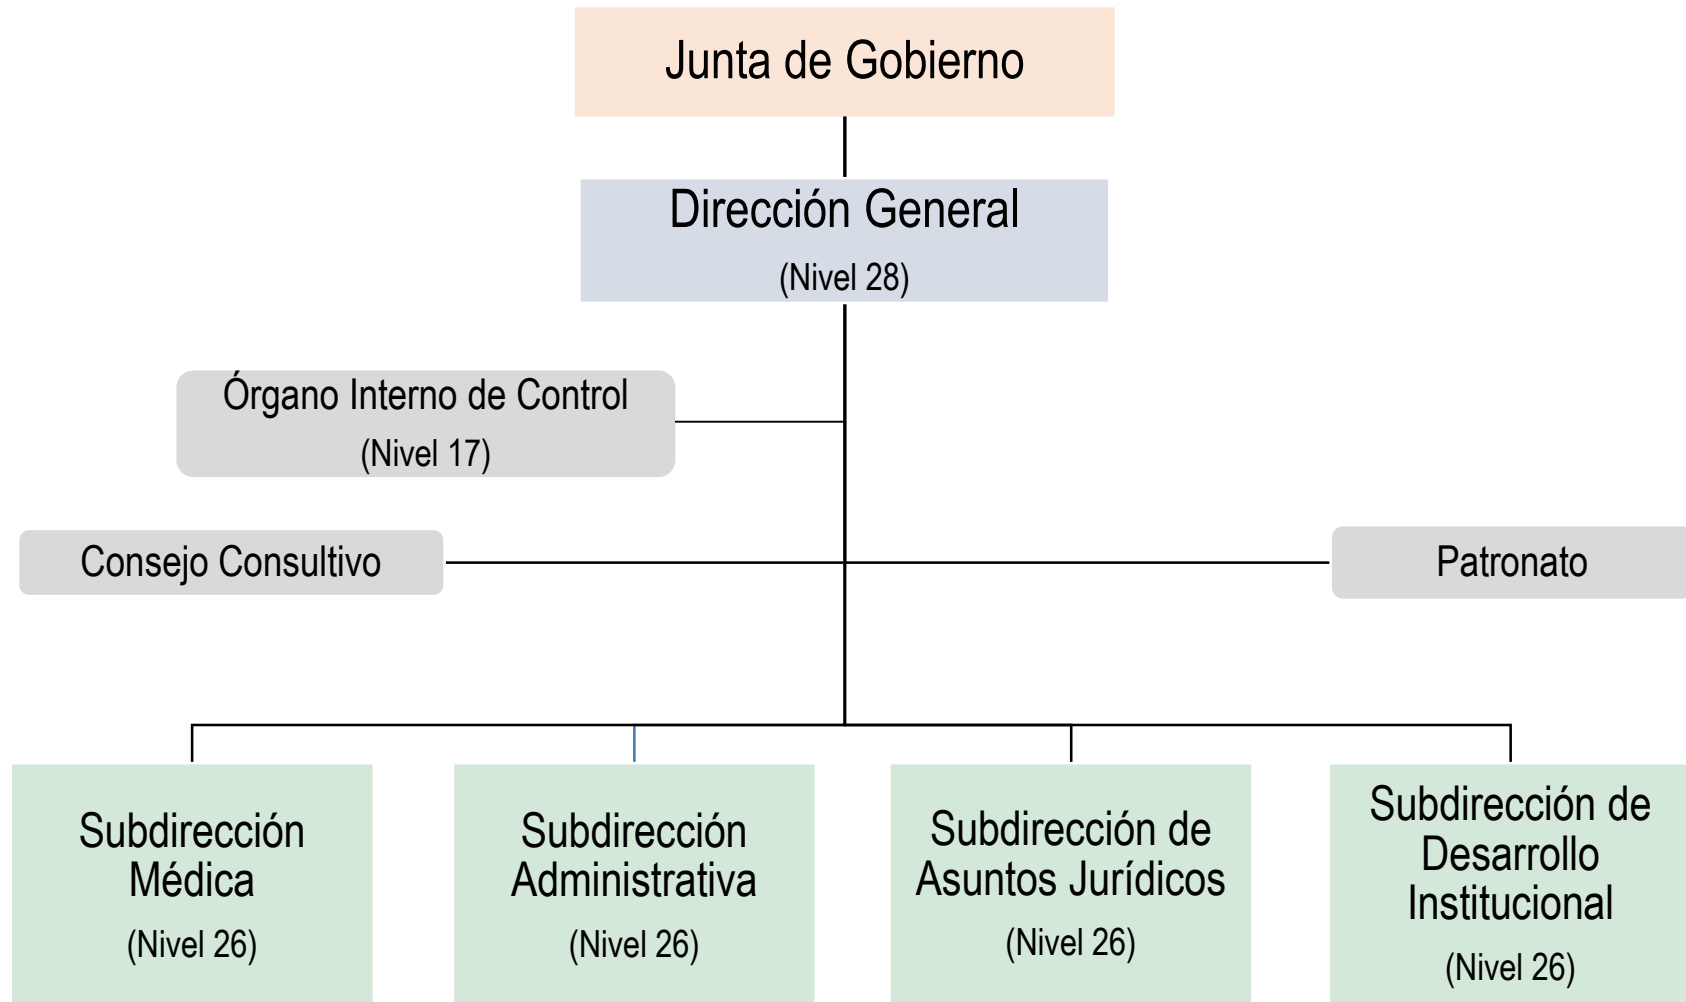 Junta de Gobierno
Dirección General
(Nivel 28)
Órgano Interno de Control
(Nivel 17)
Consejo Consultivo
Patronato
Subdirección
Médica
(Nivel 26)
Subdirección
Administrativa
(Nivel 26)
Subdirección de
Asuntos Jurídicos
(Nivel 26)
Subdirección de
Desarrollo
Institucional
(Nivel 26)